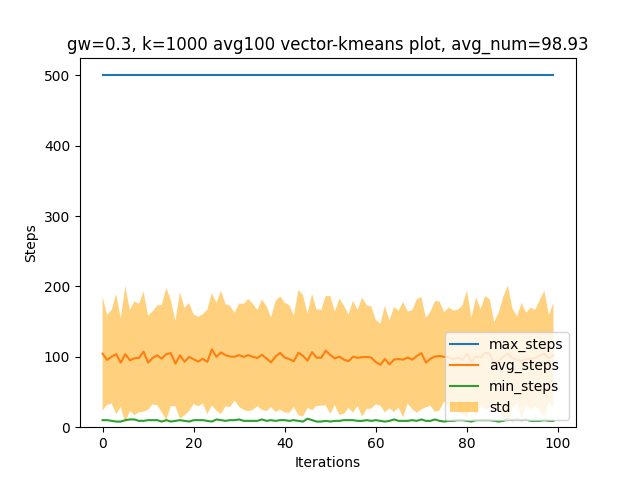 gw=0.3, k=1000 avg100 vector-kmeans plot, avg_num=98.93
500
400
300
200
100
0
Steps
max_steps
avg_steps
min_steps
std
0 20 40 60 80 100
Iterations